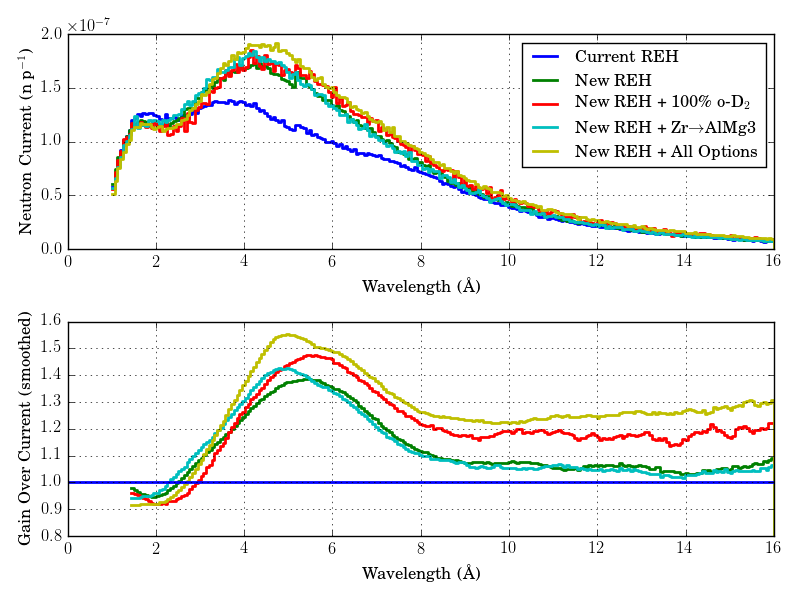 ×10⁻⁷
2.0
1.5
1.0
0.5
0.0
Neutron Current (n p⁻¹)
Current REH
New REH
New REH + 100% o-D₂
New REH + Zr→AlMg3
New REH + All Options
0 2 4 6 8 10 12 14 16
Wavelength (Å)
1.6
1.5
1.4
1.3
1.2
1.1
1.0
0.9
0.8
Gain Over Current (smoothed)
0 2 4 6 8 10 12 14 16
Wavelength (Å)